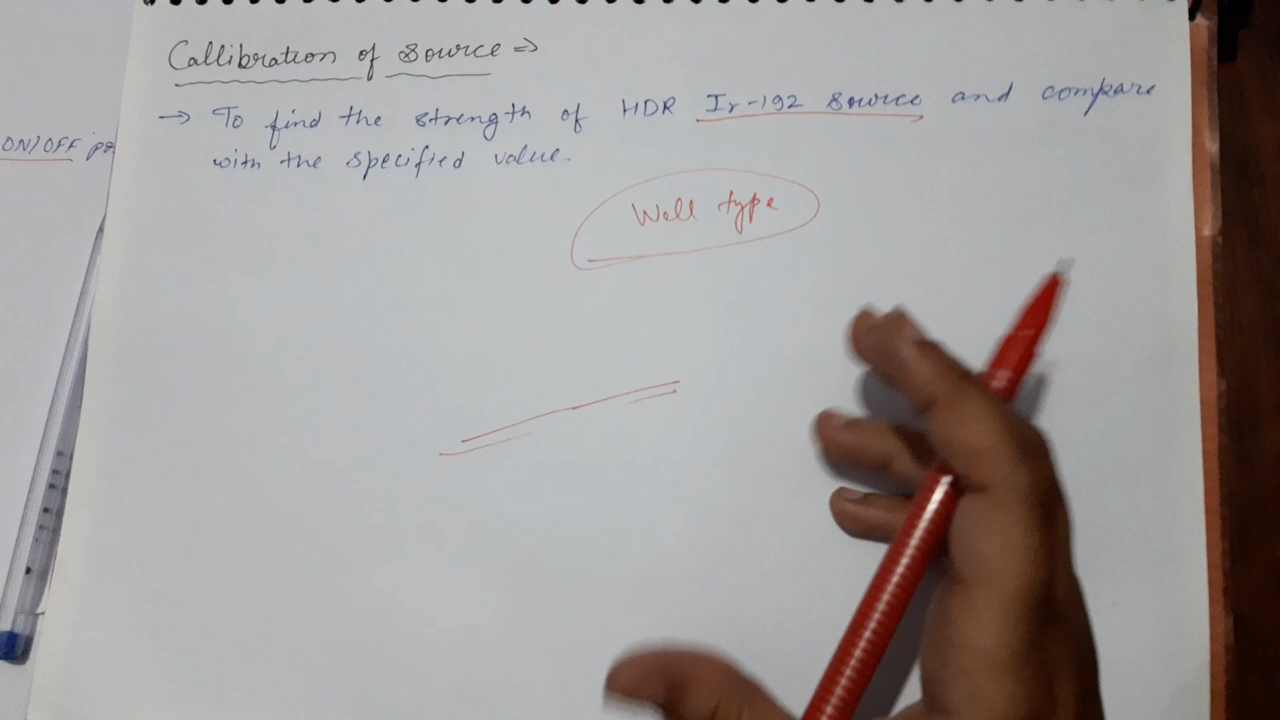 Callibration of Source ⇒
→ To find the strength of HDR Ir-192 source and compare
with the specified value.
Well type
ON/OFF